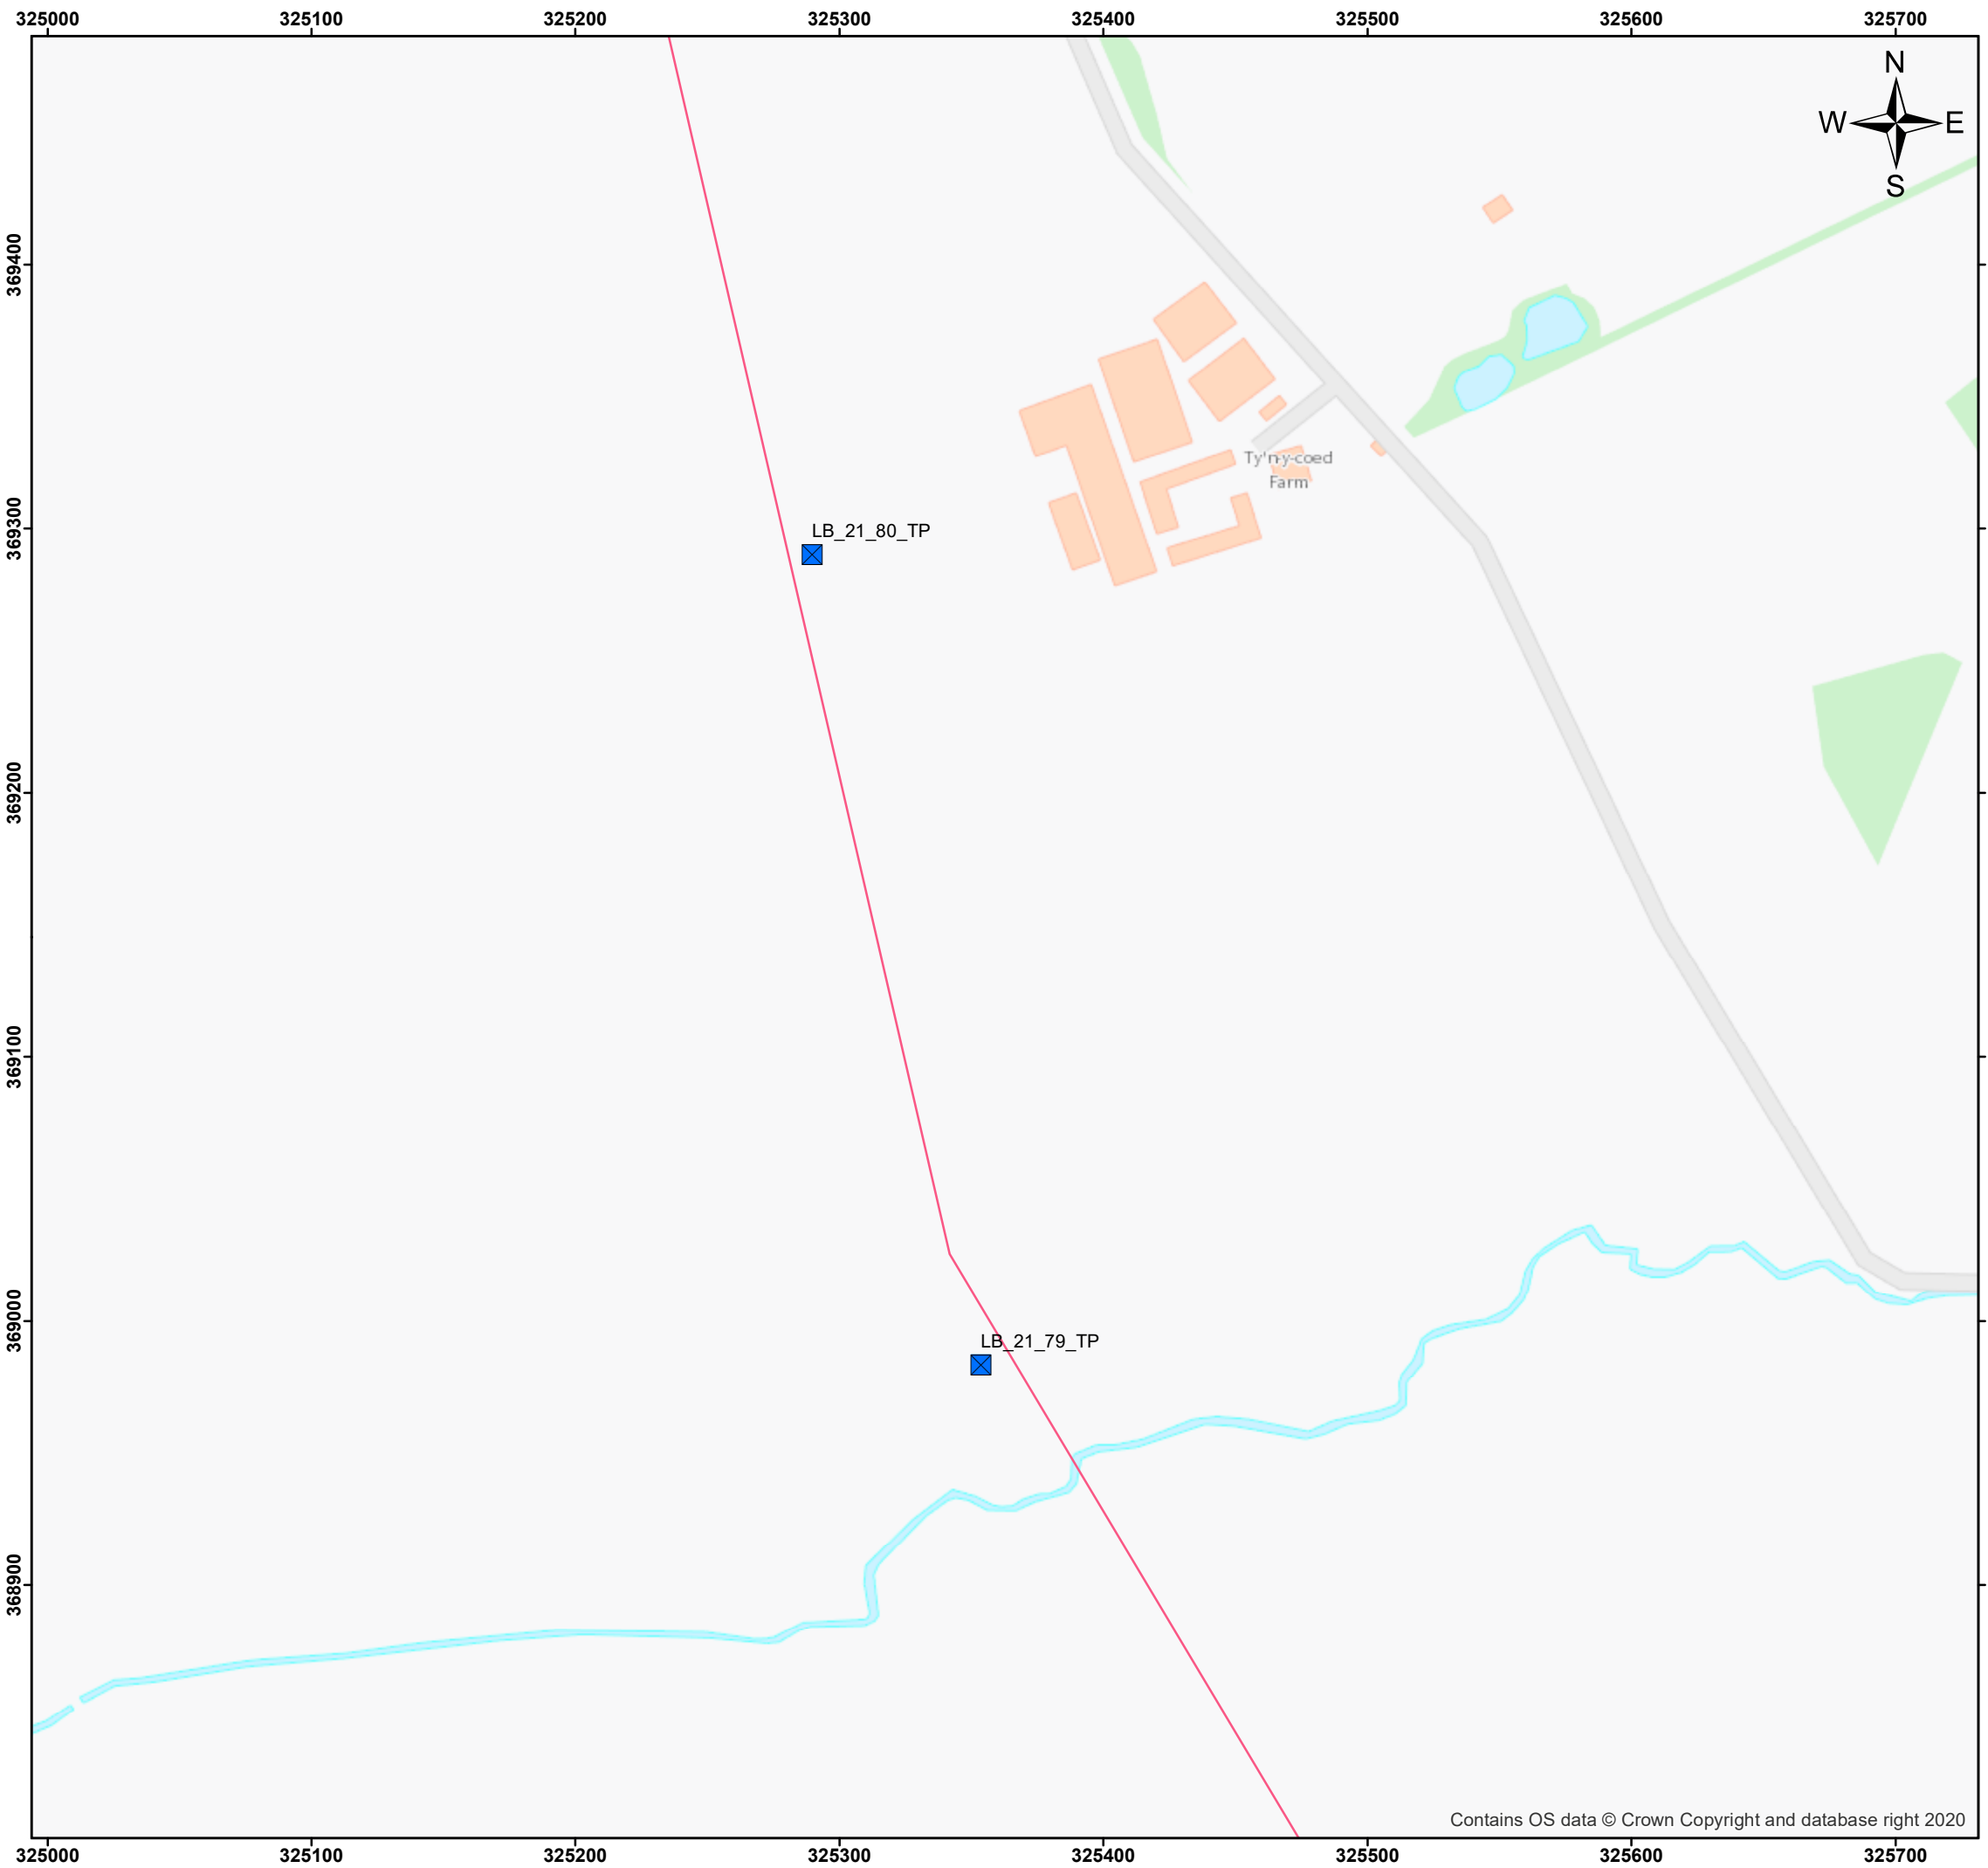 325000 325100 325200 325300 325400 325500 325600 325700
N
W E
S
369400
Ty'n-y-coed
Farm
369300
LB_21_80_TP
369200
369100
369000
LB_21_79_TP
368900
Contains OS data © Crown Copyright and database right 2020
325000 325100 325200 325300 325400 325500 325600 325700